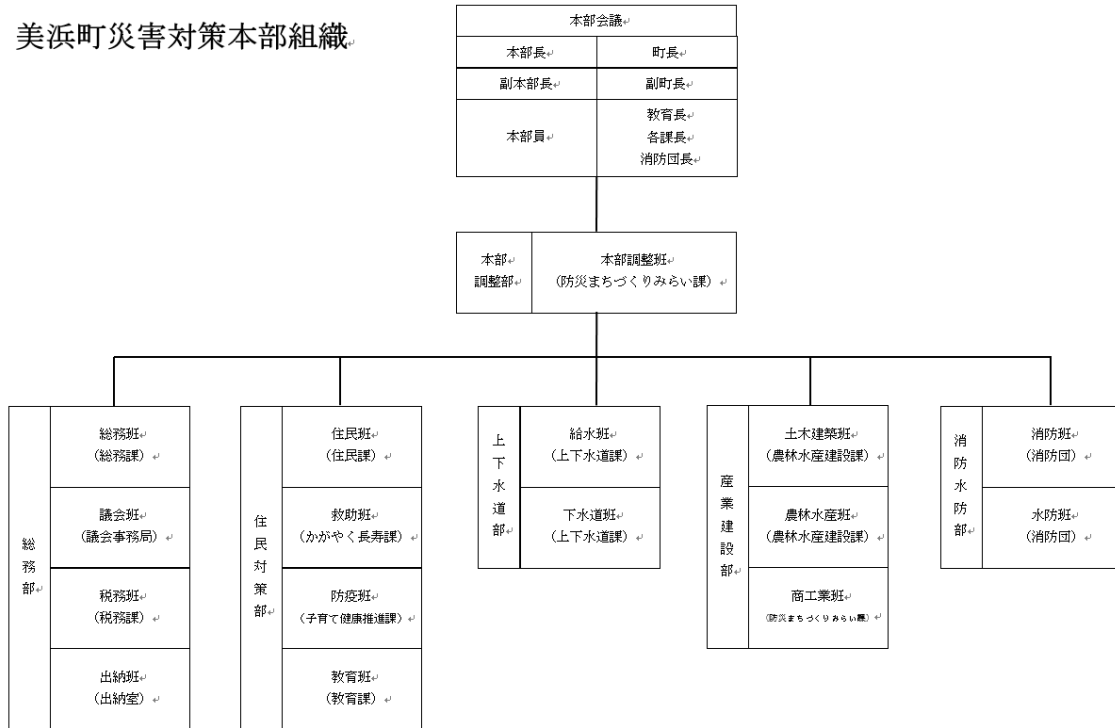 美浜町災害対策本部組織
本部会議
本部長
町長
副本部長
副町長
本部員
教育長
各課長
消防団長
本部
調整部
本部調整班
(防災まちづくりみらい課)
総務部
総務班
(総務課)
議会班
(議会事務局)
税務班
(税務課)
出納班
(出納室)
住民対策部
住民班
(住民課)
救助班
(かがやく長寿課)
防疫班
(子育て健康推進課)
教育班
(教育課)
上下水道部
給水班
(上下水道課)
下水道班
(上下水道課)
産業建設部
土木建築班
(農林水産建設課)
農林水産班
(農林水産建設課)
商工業班
(防災まちづくりみらい課)
消防水防部
消防班
(消防団)
水防班
(消防団)